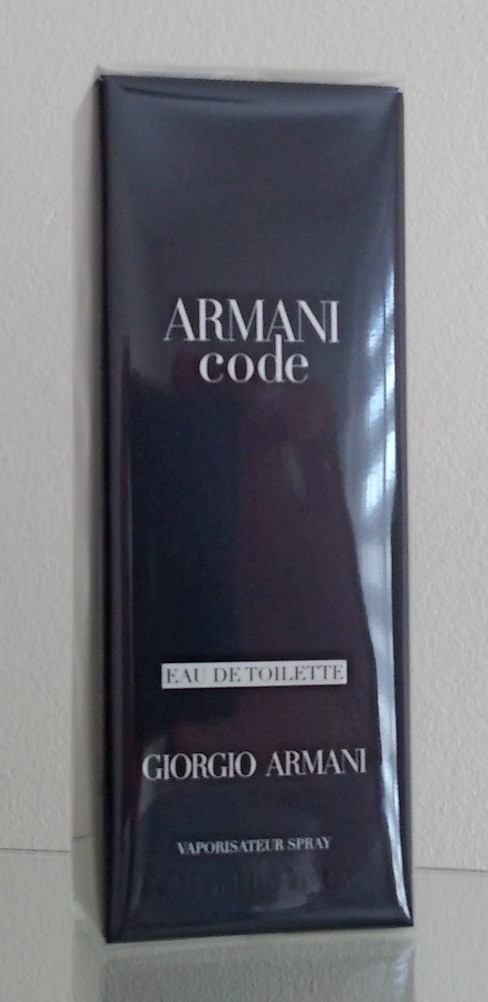 ARMANI
code
EAU DE TOILETTE
GIORGIO ARMANI
VAPORISATEUR SPRAY